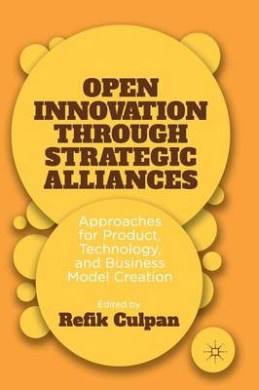 OPEN
INNOVATION
THROUGH
STRATEGIC
ALLIANCES
Approaches
for Product,
Technology,
and Business
Model Creation
Edited by
Refik Culpan